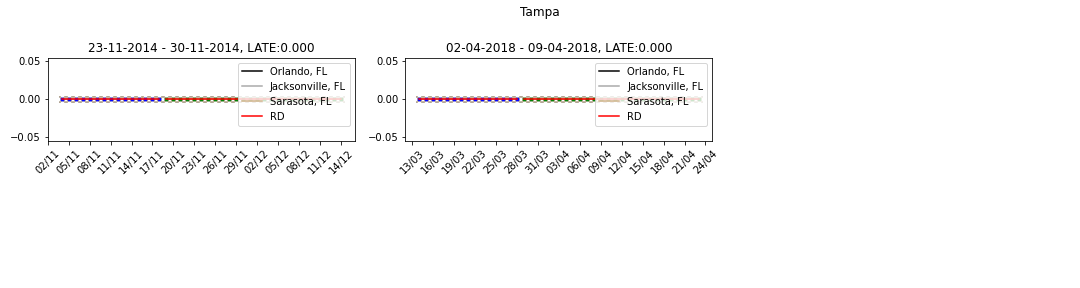 Tampa
23-11-2014 - 30-11-2014, LATE:0.000
0.05
0.00
−0.05
Orlando, FL
Jacksonville, FL
Sarasota, FL
RD
02/11 05/11 08/11 11/11 14/11 17/11 20/11 23/11 26/11 29/11 02/12 05/12 08/12 11/12 14/12
02-04-2018 - 09-04-2018, LATE:0.000
0.05
0.00
−0.05
Orlando, FL
Jacksonville, FL
Sarasota, FL
RD
13/03 16/03 19/03 22/03 25/03 28/03 31/03 03/04 06/04 09/04 12/04 15/04 18/04 21/04 24/04